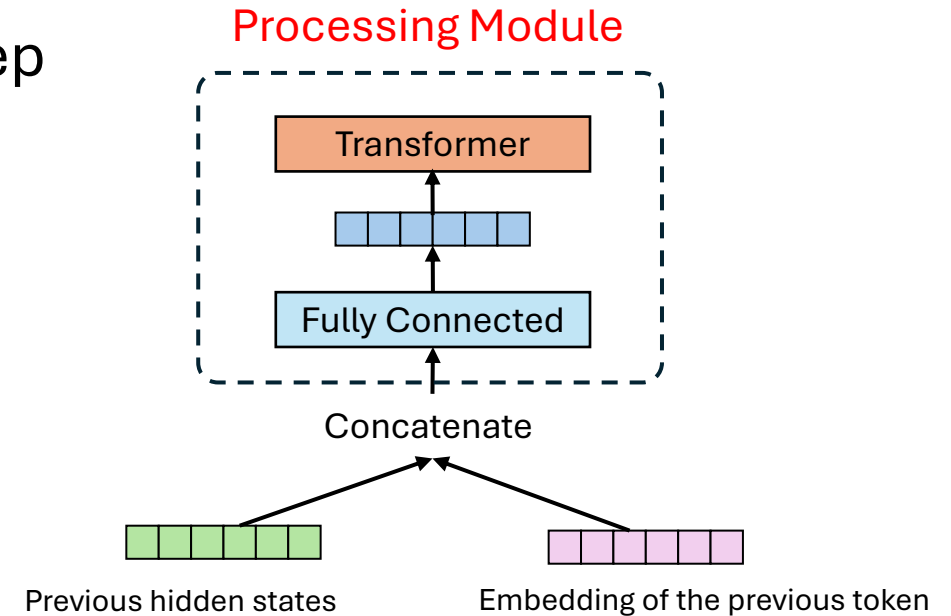 Processing Module
ep
Transformer
Fully Connected
Concatenate
Previous hidden states
Embedding of the previous token